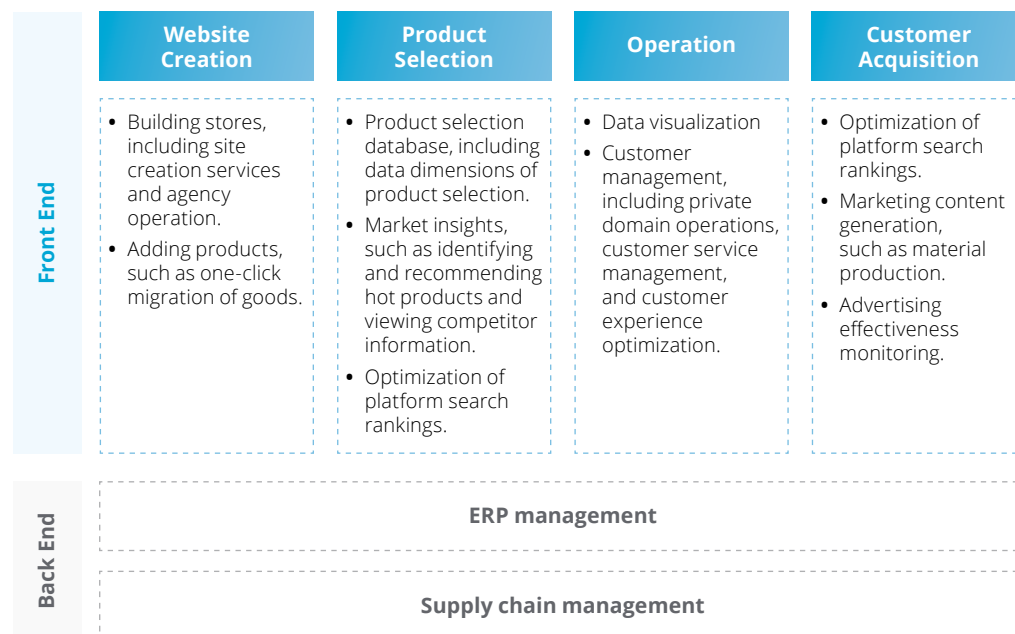 Website
Creation
Product
Selection
Operation
Customer
Acquisition
Front End
• Building stores,
including site
creation services
and agency
operation.
• Adding products,
such as one-click
migration of goods.
• Product selection
database, including
data dimensions of
product selection.
• Market insights,
such as identifying
and recommending
hot products and
viewing competitor
information.
• Optimization of
platform search
rankings.
• Data visualization
• Customer
management,
including private
domain operations,
customer service
management,
and customer
experience
optimization.
• Optimization of
platform search
rankings.
• Marketing content
generation,
such as material
production.
• Advertising
effectiveness
monitoring.
Back End
ERP management
Supply chain management